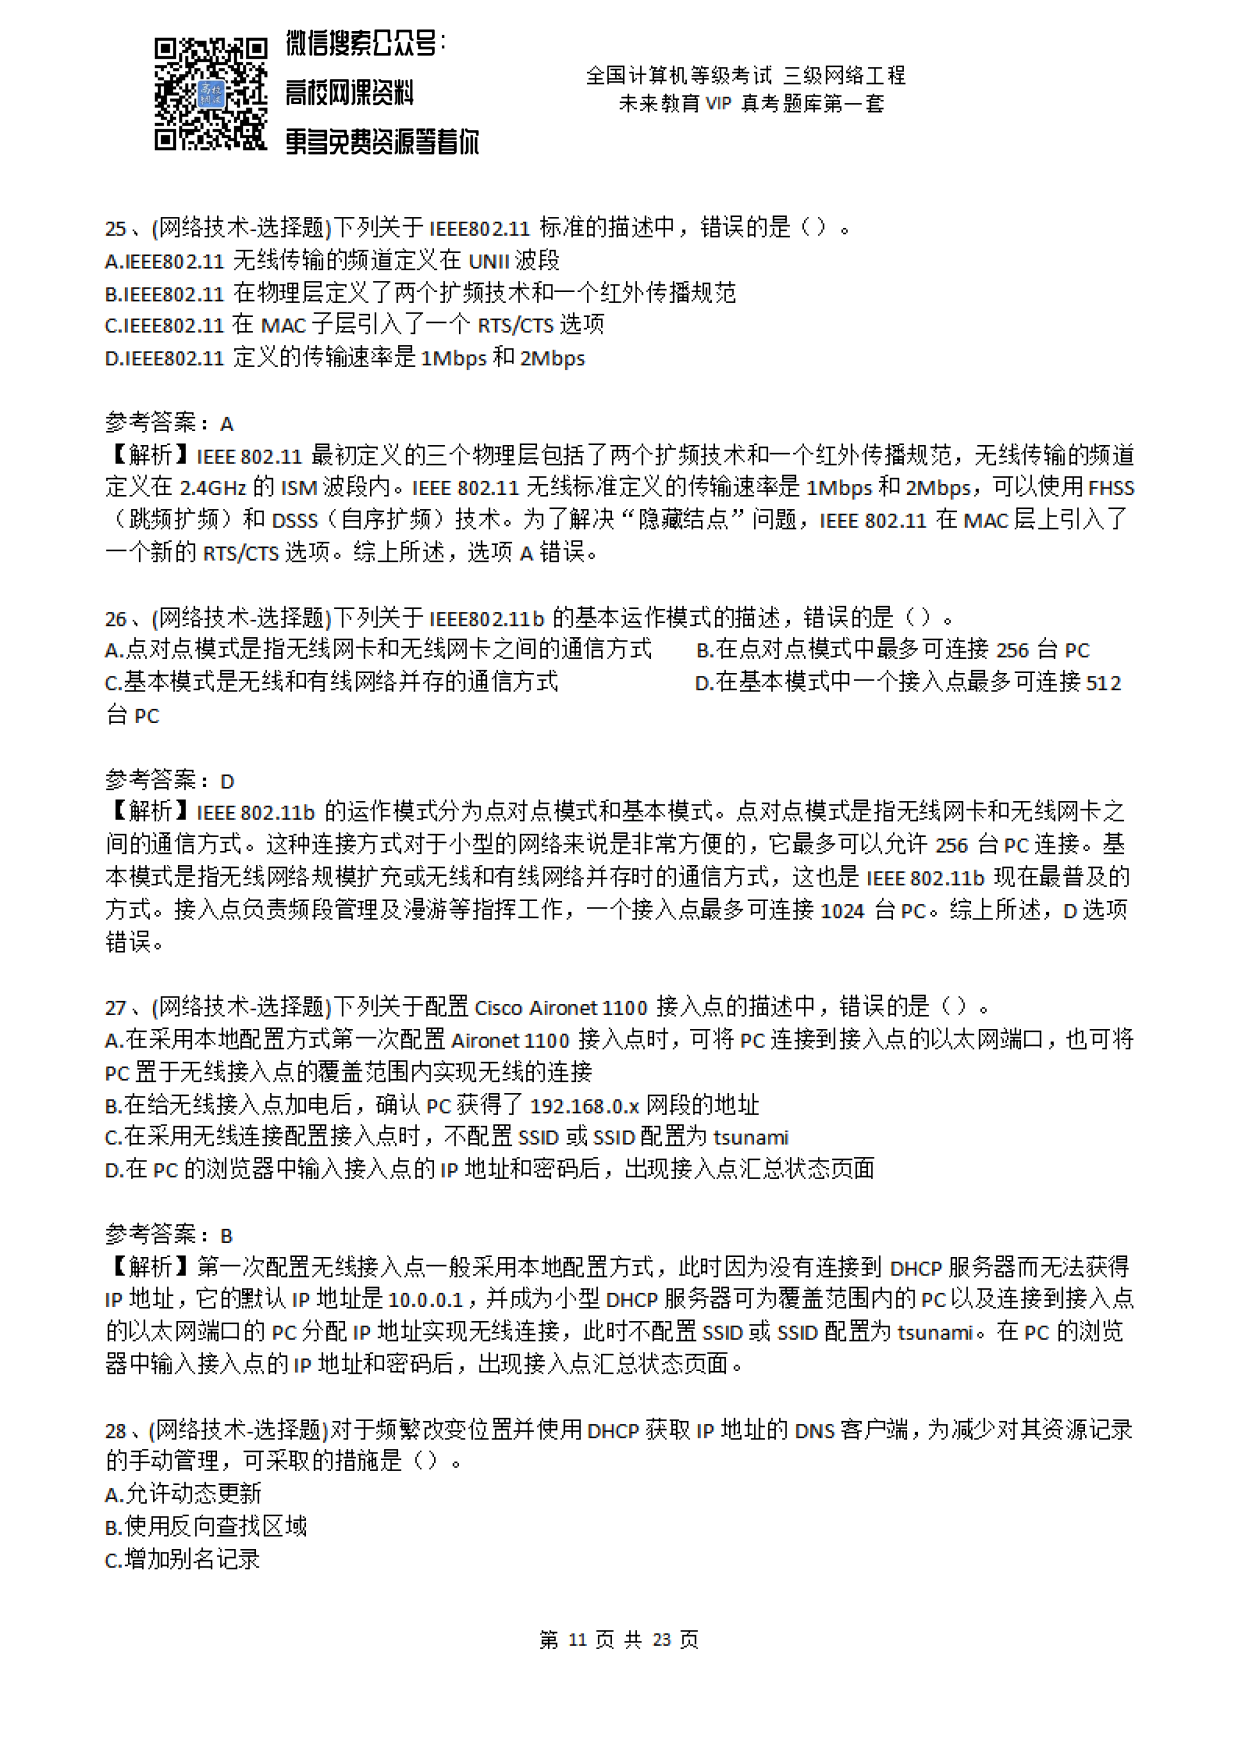 微信搜索公众号：
高校网课资料
更多免费资源等着你
全国计算机等级考试 三级网络工程
未来教育 VIP 真考题库第一套
25、(网络技术-选择题)下列关于 IEEE802.11 标准的描述中，错误的是（）。
A.IEEE802.11 无线传输的频道定义在 UNII 波段
B.IEEE802.11 在物理层定义了两个扩频技术和一个红外传播规范
C.IEEE802.11 在 MAC 子层引入了一个 RTS/CTS 选项
D.IEEE802.11 定义的传输速率是 1Mbps 和 2Mbps
参考答案：A
【解析】IEEE 802.11 最初定义的三个物理层包括了两个扩频技术和一个红外传播规范，无线传输的频道
定义在 2.4GHz 的 ISM 波段内。IEEE 802.11 无线标准定义的传输速率是 1Mbps 和 2Mbps，可以使用 FHSS
（跳频扩频）和 DSSS（自序扩频）技术。为了解决“隐藏结点”问题，IEEE 802.11 在 MAC 层上引入了
一个新的 RTS/CTS 选项。综上所述，选项 A 错误。
26、(网络技术-选择题)下列关于 IEEE802.11b 的基本运作模式的描述，错误的是（）。
A.点对点模式是指无线网卡和无线网卡之间的通信方式 B.在点对点模式中最多可连接 256 台 PC
C.基本模式是无线和有线网络并存的通信方式 D.在基本模式中一个接入点最多可连接 512
台 PC
参考答案：D
【解析】IEEE 802.11b 的运作模式分为点对点模式和基本模式。点对点模式是指无线网卡和无线网卡之
间的通信方式。这种连接方式对于小型的网络来说是非常方便的，它最多可以允许 256 台 PC 连接。基
本模式是指无线网络规模扩充或无线和有线网络并存时的通信方式，这也是 IEEE 802.11b 现在最普及的
方式。接入点负责频段管理及漫游等指挥工作，一个接入点最多可连接 1024 台 PC。综上所述，D 选项
错误。
27、(网络技术-选择题)下列关于配置 Cisco Aironet 1100 接入点的描述中，错误的是（）。
A.在采用本地配置方式第一次配置 Aironet 1100 接入点时，可将 PC 连接到接入点的以太网端口，也可将
PC 置于无线接入点的覆盖范围内实现无线的连接
B.在给无线接入点加电后，确认 PC 获得了 192.168.0.x 网段的地址
C.在采用无线连接配置接入点时，不配置 SSID 或 SSID 配置为 tsunami
D.在 PC 的浏览器中输入接入点的 IP 地址和密码后，出现接入点汇总状态页面
参考答案：B
【解析】第一次配置无线接入点一般采用本地配置方式，此时因为没有连接到 DHCP 服务器而无法获得
IP 地址，它的默认 IP 地址是 10.0.0.1，并成为小型 DHCP 服务器可为覆盖范围内的 PC 以及连接到接入点
的以太网端口的 PC 分配 IP 地址实现无线连接，此时不配置 SSID 或 SSID 配置为 tsunami。在 PC 的浏览
器中输入接入点的 IP 地址和密码后，出现接入点汇总状态页面。
28、(网络技术-选择题)对于频繁改变位置并使用 DHCP 获取 IP 地址的 DNS 客户端，为减少对其资源记录
的手动管理，可采取的措施是（）。
A.允许动态更新
B.使用反向查找区域
C.增加别名记录
第 11 页 共 23 页